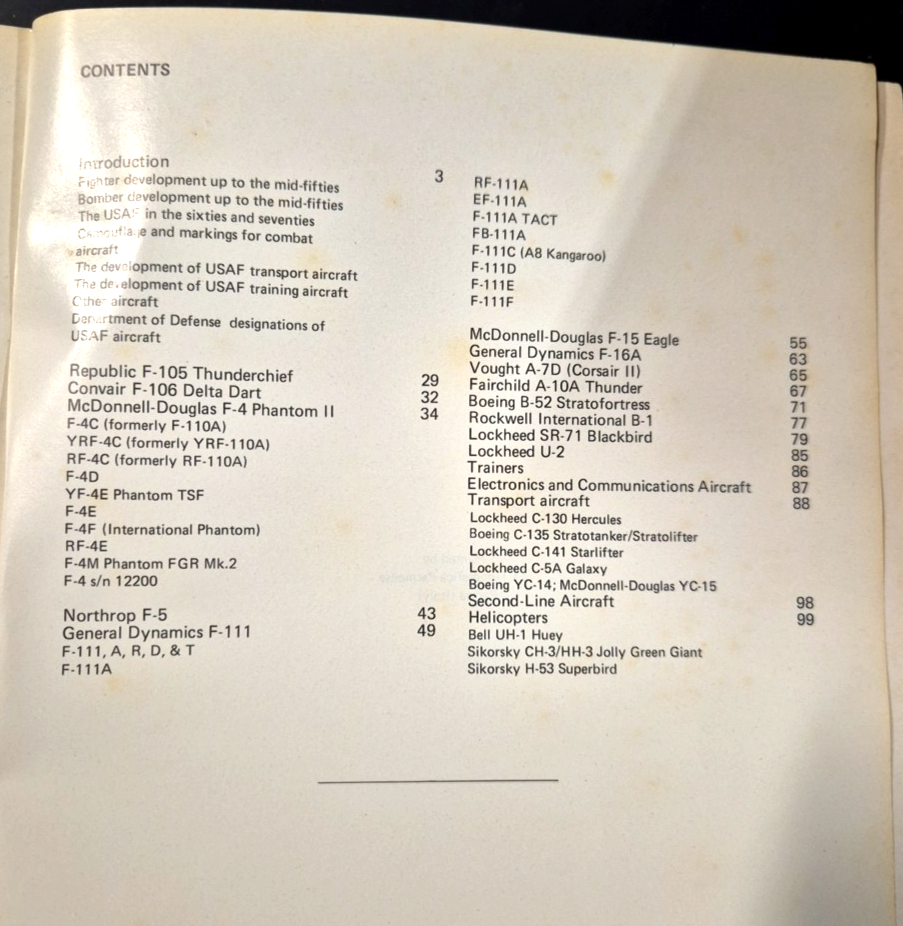 CONTENTS
Introduction
3
Fighter development up to the mid-fifties
Bomber development up to the mid-fifties
The USAF in the sixties and seventies
Camouflage and markings for combat
aircraft
The development of USAF transport aircraft
The development of USAF training aircraft
Other aircraft
Department of Defense designations of
USAF aircraft
Republic F-105 Thunderchief 29
Convair F-106 Delta Dart 32
McDonnell-Douglas F-4 Phantom II 34
F-4C (formerly F-110A)
YRF-4C (formerly YRF-110A)
RF-4C (formerly RF-110A)
F-4D
YF-4E Phantom TSF
F-4E
F-4F (International Phantom)
RF-4E
F-4M Phantom FGR Mk.2
F-4 s/n 12200
Northrop F-5 43
General Dynamics F-111 49
F-111, A, R, D, & T
F-111A
RF-111A
EF-111A
F-111A TACT
FB-111A
F-111C (A8 Kangaroo)
F-111D
F-111E
F-111F
McDonnell-Douglas F-15 Eagle 55
General Dynamics F-16A 63
Vought A-7D (Corsair II) 65
Fairchild A-10A Thunder 67
Boeing B-52 Stratofortress 71
Rockwell International B-1 77
Lockheed SR-71 Blackbird 79
Lockheed U-2 85
Trainers 86
Electronics and Communications Aircraft 87
Transport aircraft 88
Lockheed C-130 Hercules
Boeing C-135 Stratotanker/Stratolifter
Lockheed C-141 Starlifter
Lockheed C-5A Galaxy
Boeing YC-14; McDonnell-Douglas YC-15
Second-Line Aircraft 98
Helicopters 99
Bell UH-1 Huey
Sikorsky CH-3/HH-3 Jolly Green Giant
Sikorsky H-53 Superbird